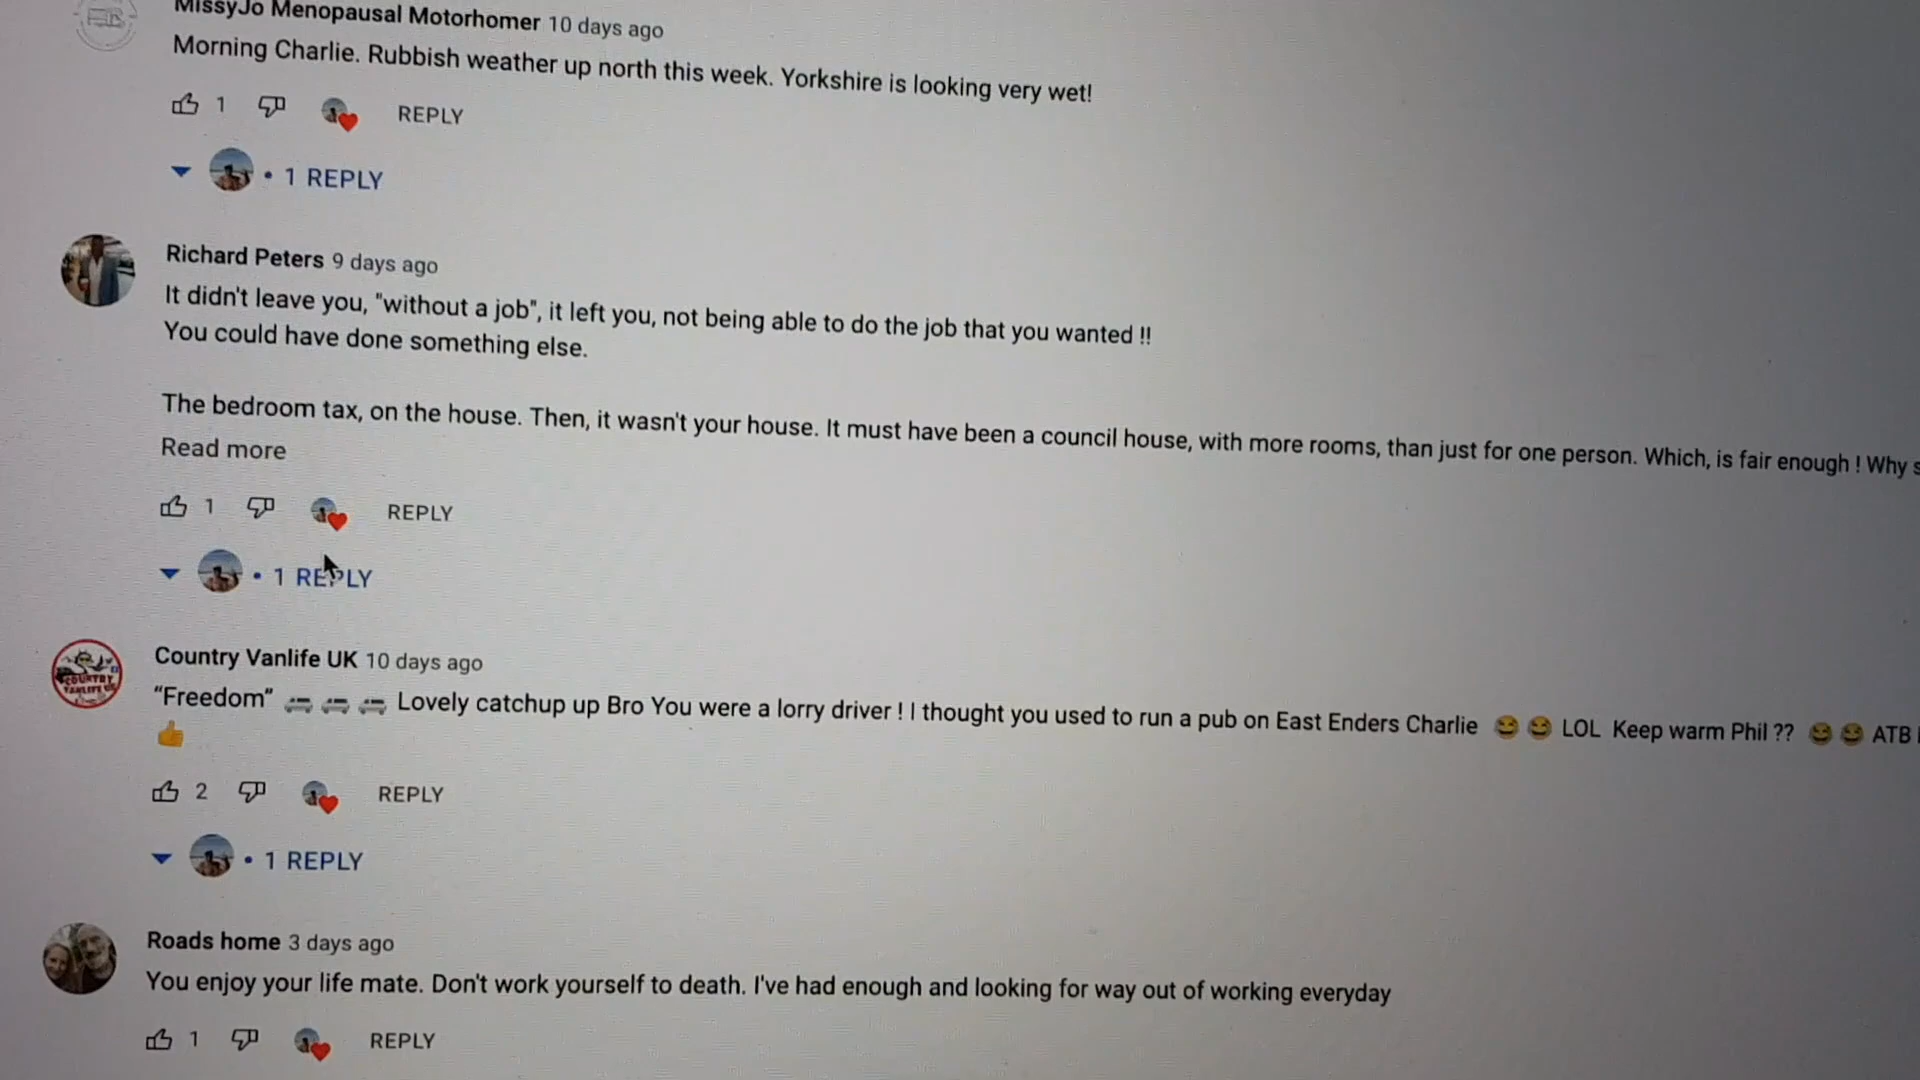 MissyJo Menopausal Motorhomer 10 days ago
Morning Charlie. Rubbish weather up north this week. Yorkshire is looking very wet!
1 REPLY
1 REPLY
Richard Peters 9 days ago
It didn't leave you, "without a job", it left you, not being able to do the job that you wanted !!
You could have done something else.
The bedroom tax, on the house. Then, it wasn't your house. It must have been a council house, with more rooms, than just for one person. Which, is fair enough ! Why s
Read more
1 REPLY
1 REPLY
COUNTRY
VANLIFE UK
Country Vanlife UK 10 days ago
“Freedom” 🚐 🚐 🚐 Lovely catchup up Bro You were a lorry driver ! I thought you used to run a pub on East Enders Charlie 😂 😂 LOL Keep warm Phil ?? 😂 😂 ATB
👍
2 REPLY
1 REPLY
Roads home 3 days ago
You enjoy your life mate. Don't work yourself to death. I've had enough and looking for way out of working everyday
1 REPLY